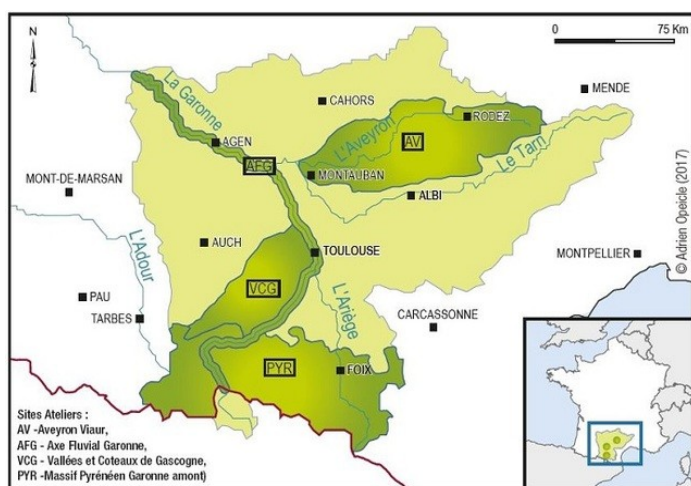 N
0 75 Km
MENDE
La Garonne
CAHORS
RODEZ
L'Aveyron
AV
AGEN
AFG
Le Tarn
MONTAUBAN
MONT-DE-MARSAN
ALBI
L'Adour
AUCH
TOULOUSE
MONTPELLIER
VCG
L'Ariège
PAU
TARBES
CARCASSONNE
PYR
FOIX
Sites Ateliers :
AV -Aveyron Viaur,
AFG - Axe Fluvial Garonne,
VCG - Vallées et Coteaux de Gascogne,
PYR -Massif Pyrénéen Garonne amont)
© Adrien Opeicle (2017)